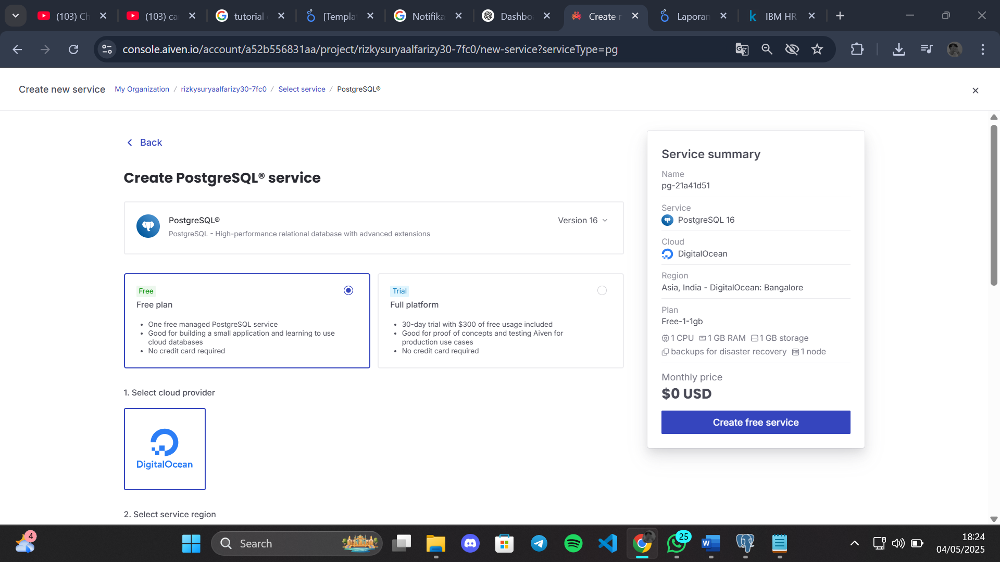 (103) Ch
(103) ca
tutorial
[Templa
Notifika
Dashbo
Create
Laporan
IBM HR
console.aiven.io/account/a52b556831aa/project/rizkysuryaalfarizy30-7fc0/new-service?serviceType=pg
Create new service
My Organization / rizkysuryaalfarizy30-7fc0 / Select service / PostgreSQL®
Back
Create PostgreSQL® service
PostgreSQL®
Version 16
PostgreSQL - High-performance relational database with advanced extensions
Free
Free plan
• One free managed PostgreSQL service
• Good for building a small application and learning to use
cloud databases
• No credit card required
Trial
Full platform
• 30-day trial with $300 of free usage included
• Good for proof of concepts and testing Aiven for
production use cases
• No credit card required
1. Select cloud provider
DigitalOcean
2. Select service region
Service summary
Name
pg-21a41d51
Service
PostgreSQL 16
Cloud
DigitalOcean
Region
Asia, India - DigitalOcean: Bangalore
Plan
Free-1-1gb
1 CPU 1 GB RAM 1 GB storage
backups for disaster recovery 1 node
Monthly price
$0 USD
Create free service
4
Search
25
18:24
04/05/2025